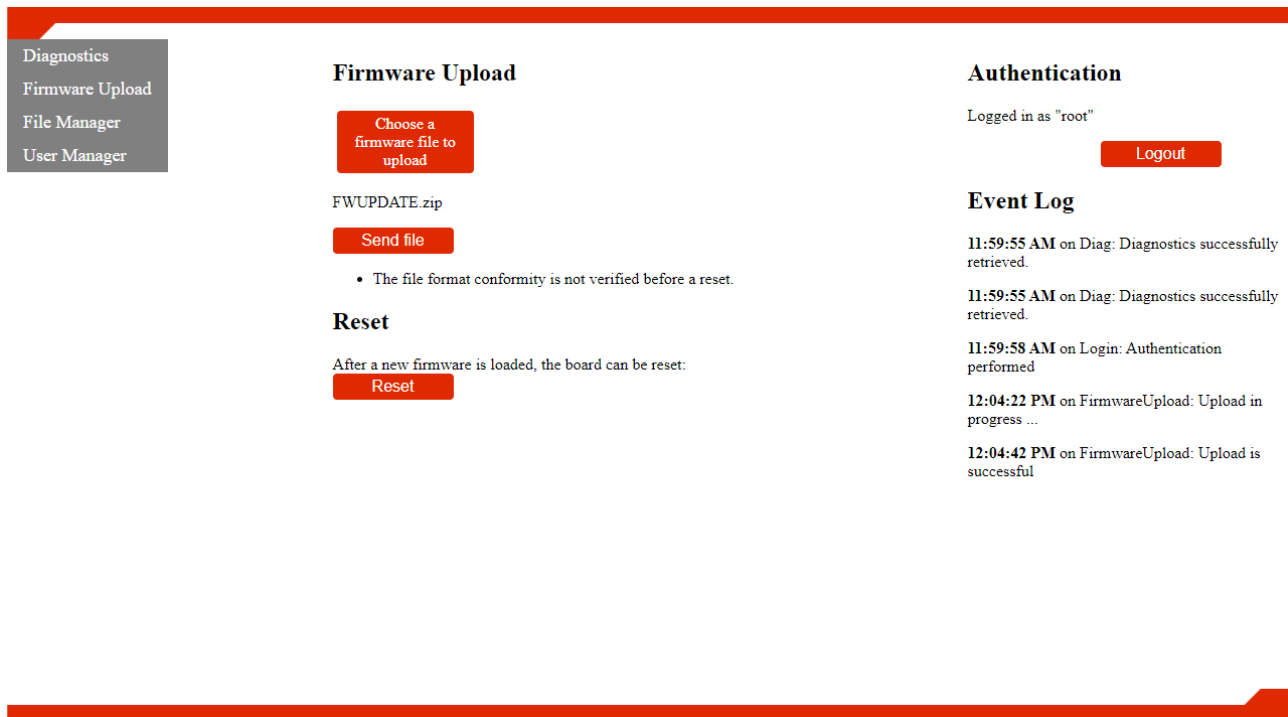 Diagnostics
Firmware Upload
File Manager
User Manager
Firmware Upload
Choose a
firmware file to
upload
FWUPDATE.zip
Send file
• The file format conformity is not verified before a reset.
Reset
After a new firmware is loaded, the board can be reset:
Reset
Authentication
Logged in as "root"
Logout
Event Log
11:59:55 AM on Diag: Diagnostics successfully
retrieved.
11:59:55 AM on Diag: Diagnostics successfully
retrieved.
11:59:58 AM on Login: Authentication
performed
12:04:22 PM on FirmwareUpload: Upload in
progress ...
12:04:42 PM on FirmwareUpload: Upload is
successful